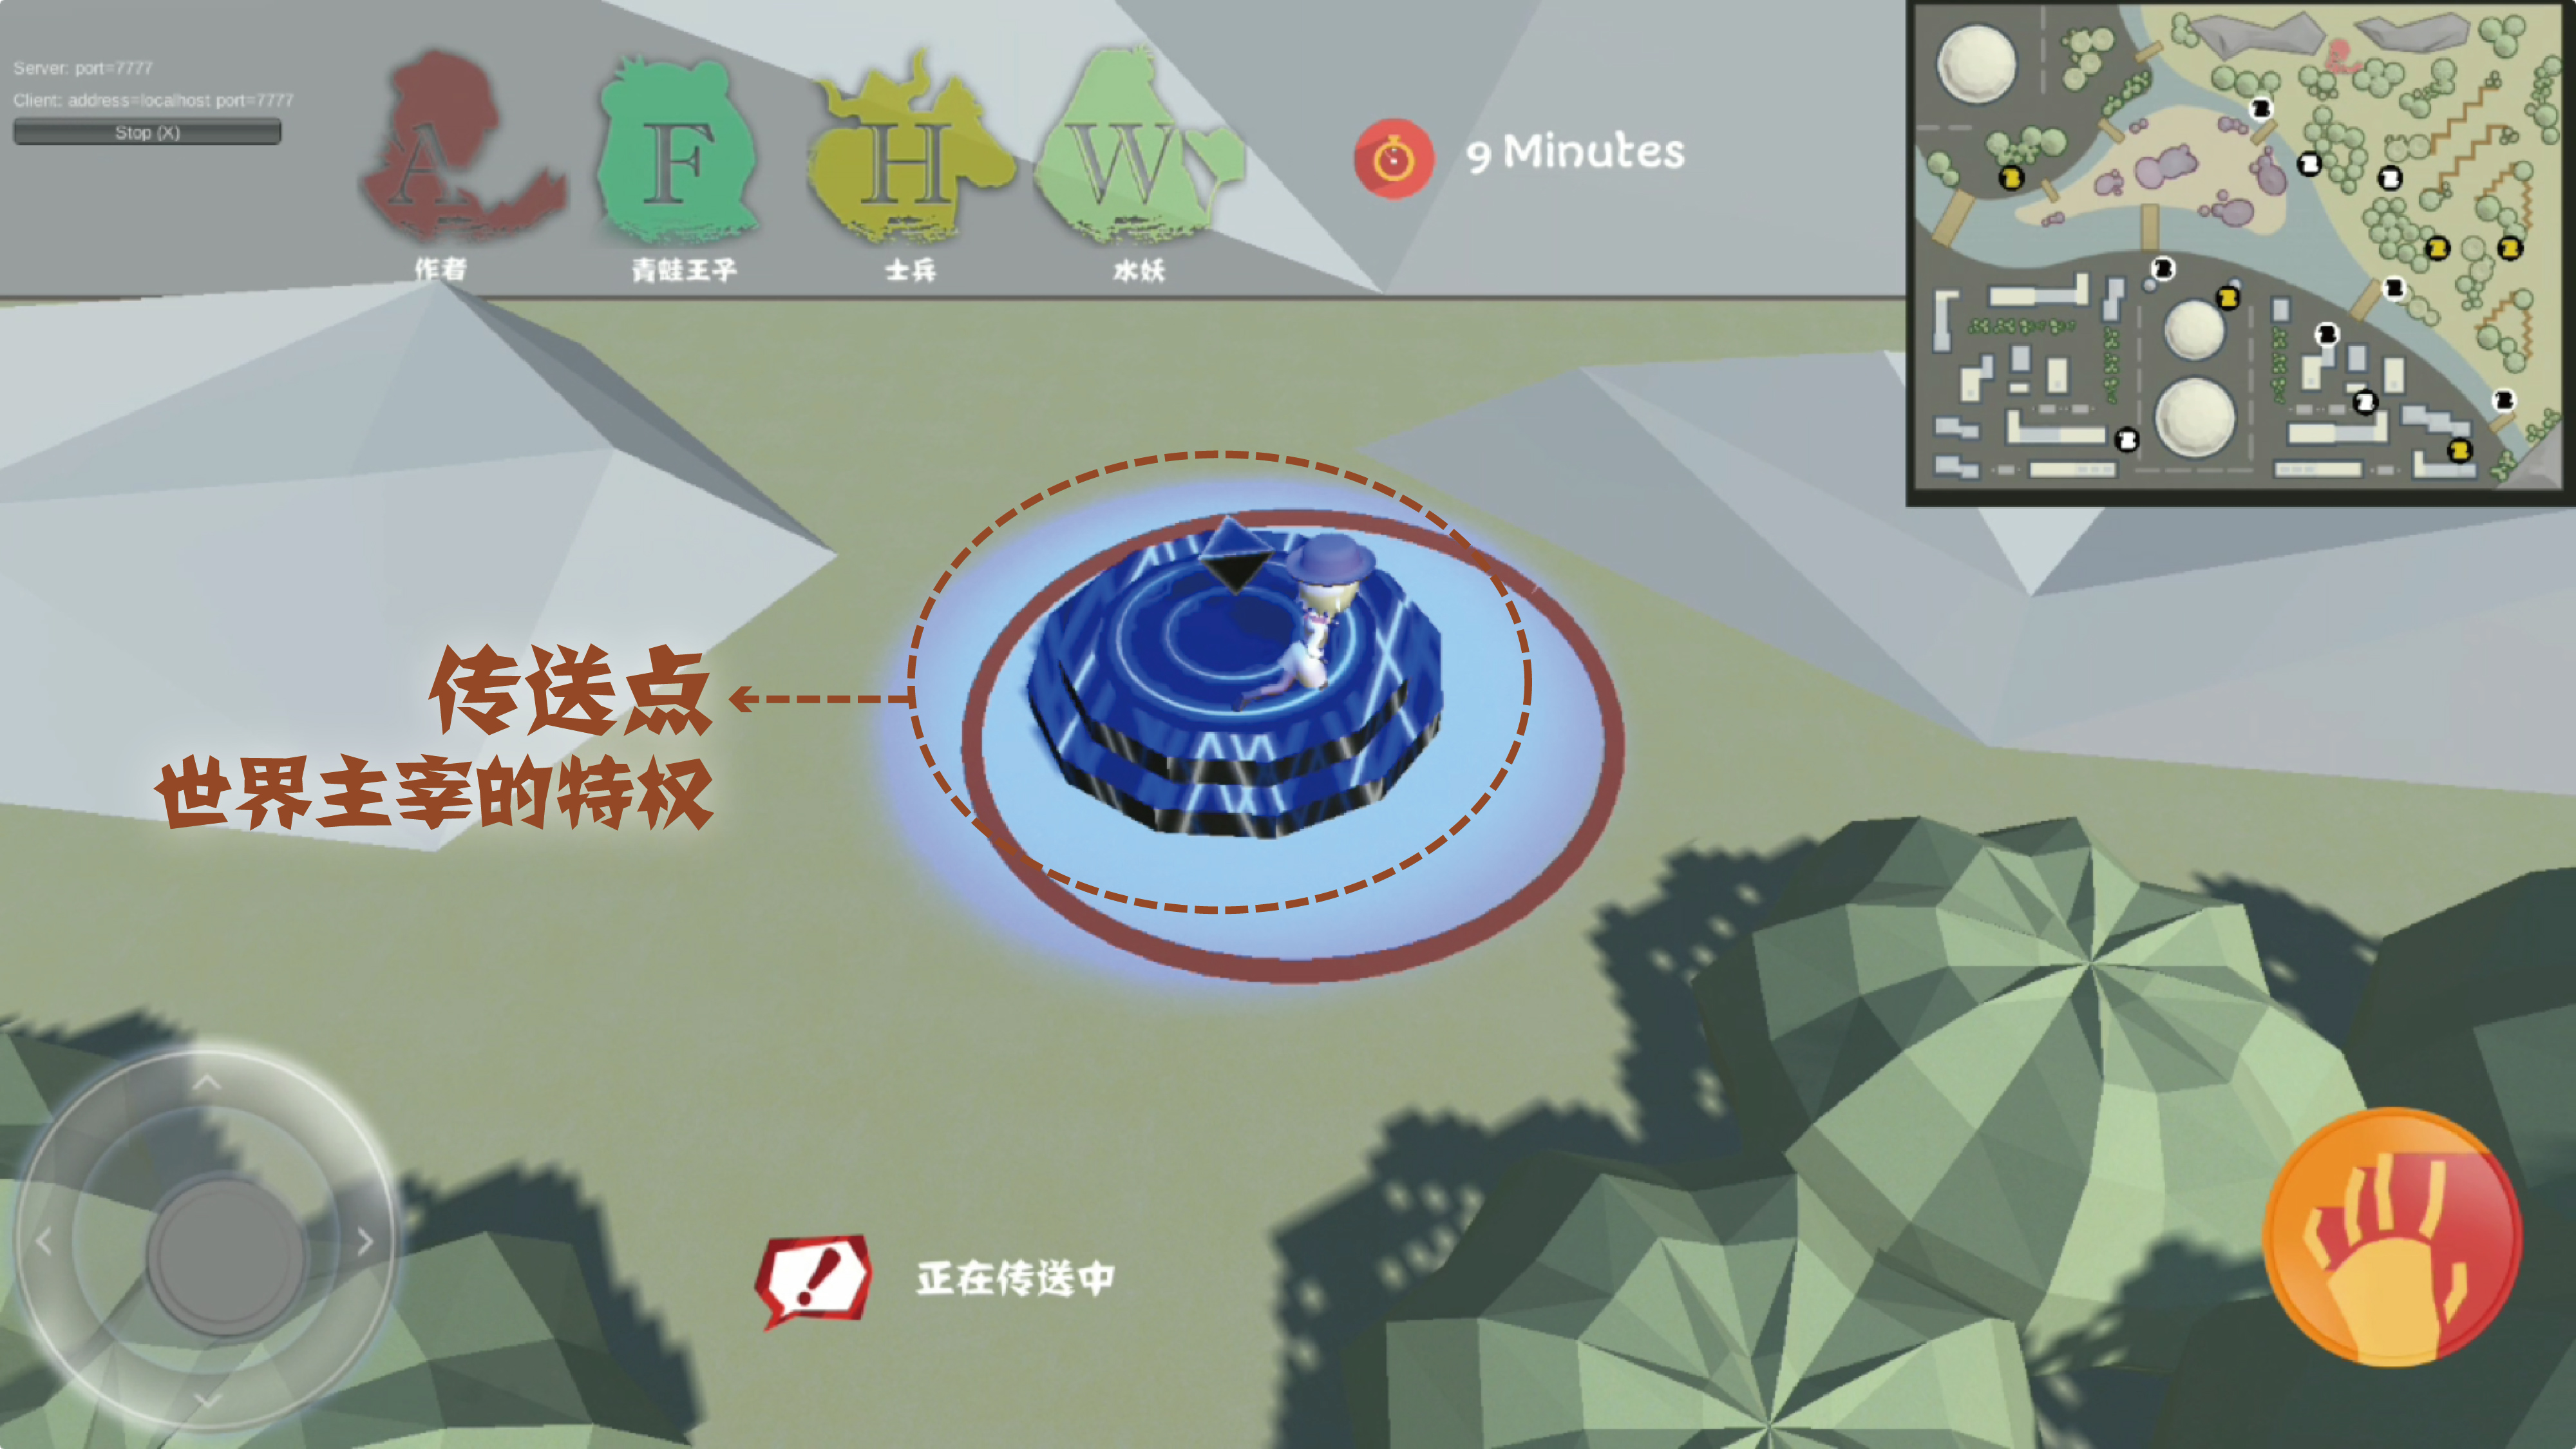 Server: port=7777
Client: address=localhost port=7777
Stop (X)
A
F
H
W
作者
青蛙王子
士兵
水妖
9 Minutes
传送点
世界主宰的特权
正在传送中